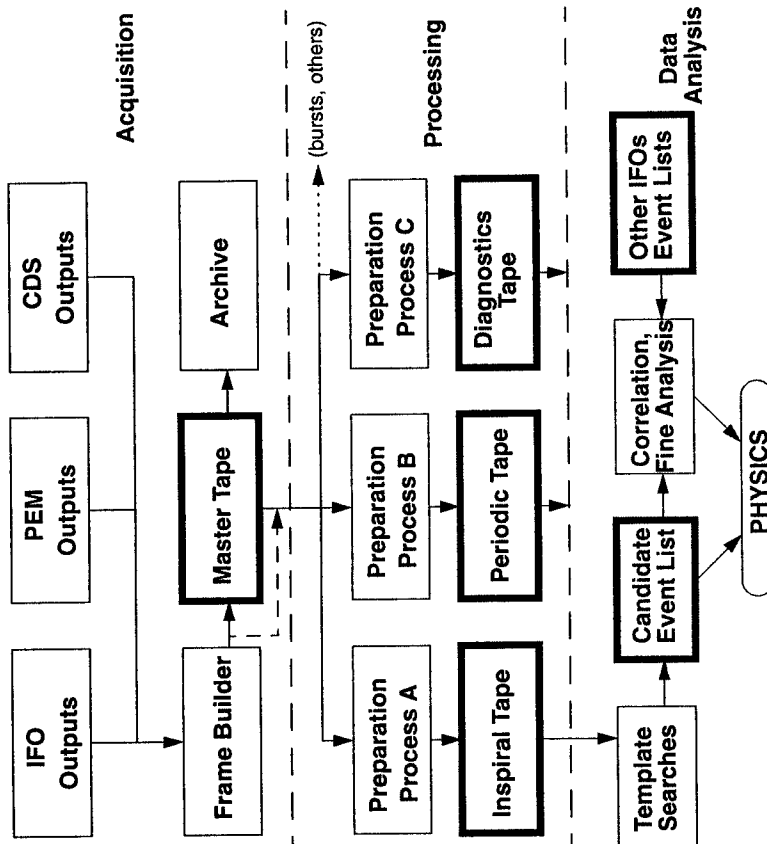 Acquisition
IFO
Outputs
PEM
Outputs
CDS
Outputs
Frame Builder
Master Tape
Archive
(bursts, others)
Processing
Preparation
Process A
Preparation
Process B
Preparation
Process C
Inspiral Tape
Periodic Tape
Diagnostics
Tape
Data
Analysis
Template
Searches
Candidate
Event List
Correlation,
Fine Analysis
Other IFOs
Event Lists
PHYSICS